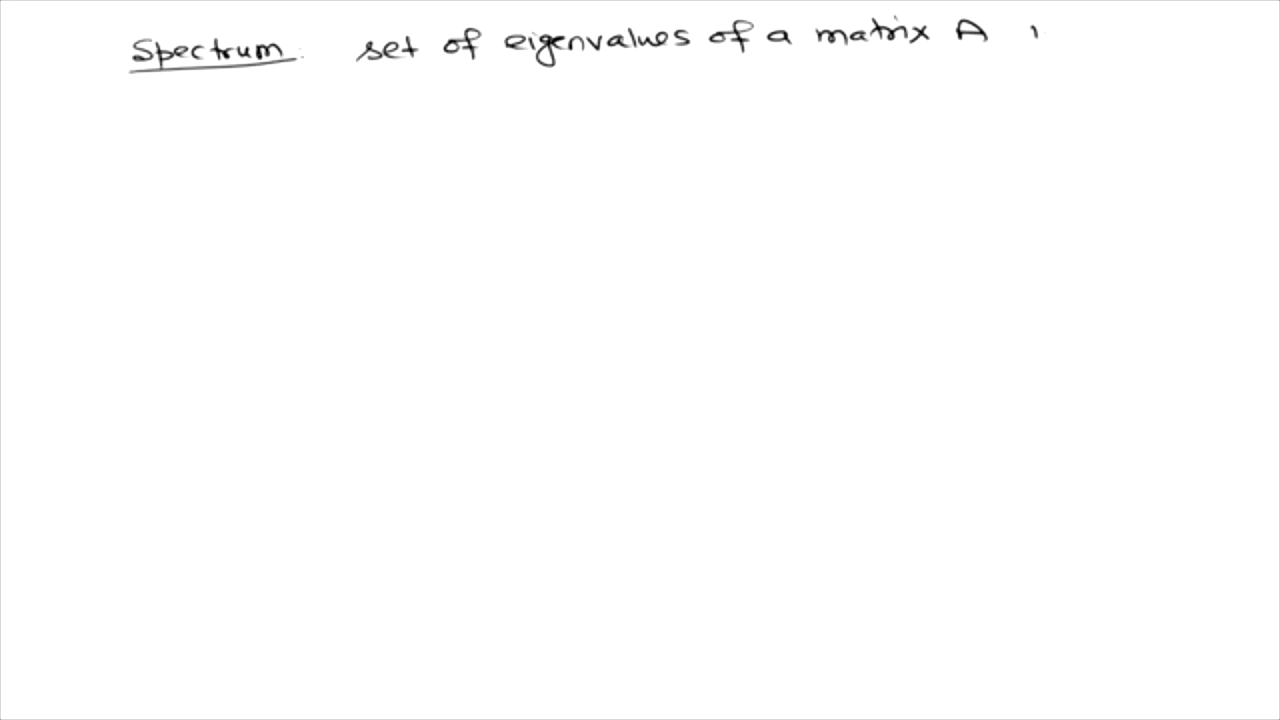 Spectrum: set of eigenvalues of a matrix A